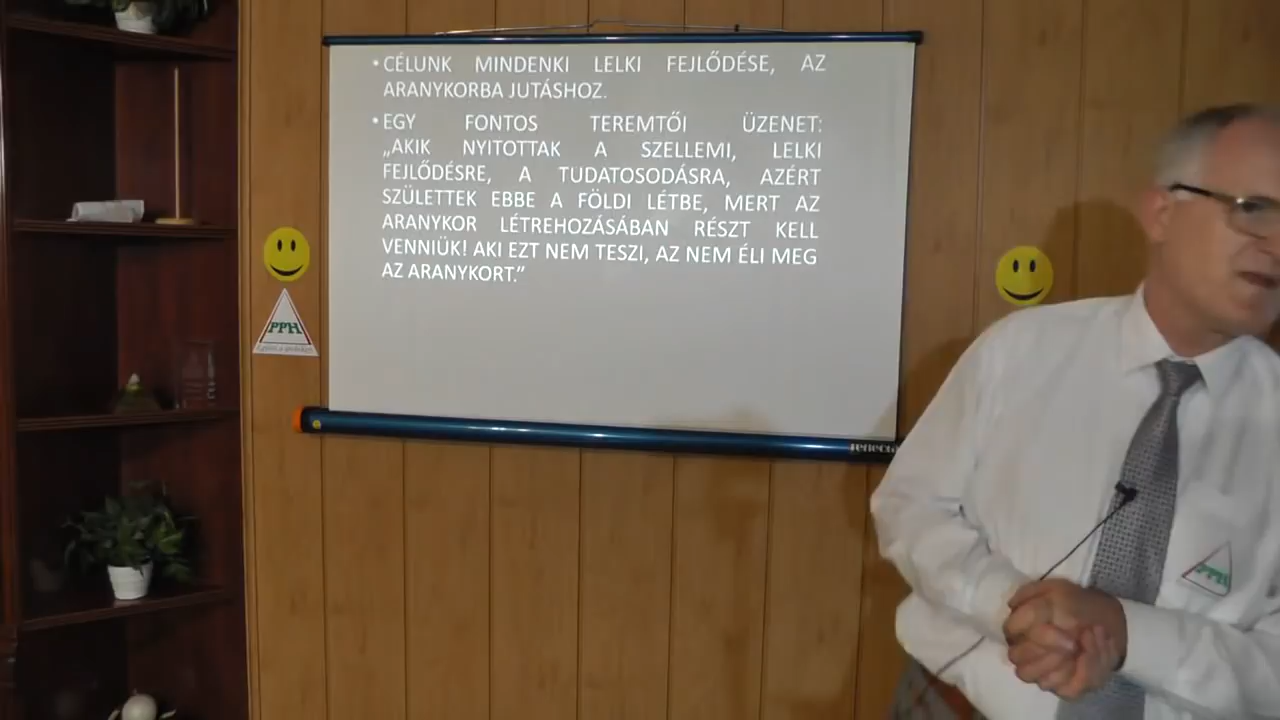 •CÉLUNK MINDENKI LELKI FEJLŐDÉSE, AZ
ARANYKORBA JUTÁSHOZ.
•EGY FONTOS TEREMTŐI ÜZENET:
„AKIK NYITOTTAK A SZELLEMI, LELKI
FEJLŐDÉSRE, A TUDATOSODÁSRA, AZÉRT
SZÜLETTEK EBBE A FÖLDI LÉTBE, MERT AZ
ARANYKOR LÉTREHOZÁSÁBAN RÉSZT KELL
VENNIÜK! AKI EZT NEM TESZI, AZ NEM ÉLI MEG
AZ ARANYKORT.”
PPH
PPH